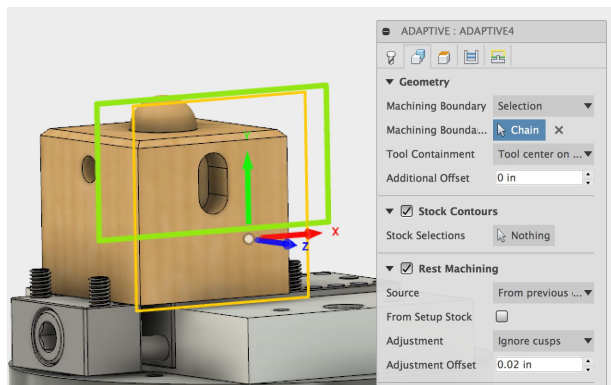 ADAPTIVE : ADAPTIVE4
Geometry
Machining Boundary Selection
Machining Bounda... Chain
Tool Containment Tool center on ...
Additional Offset 0 in
Stock Contours
Stock Selections Nothing
Rest Machining
Source From previous ...
From Setup Stock
Adjustment Ignore cusps
Adjustment Offset 0.02 in
Y
X
Z